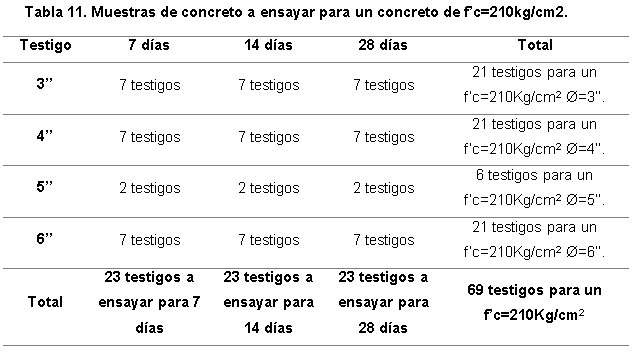 Tabla 11. Muestras de concreto a ensayar para un concreto de f'c=210kg/cm2.
Testigo 7 días 14 días 28 días Total
3’’ 7 testigos 7 testigos 7 testigos 21 testigos para un f'c=210Kg/cm² Ø=3’’.
4’’ 7 testigos 7 testigos 7 testigos 21 testigos para un f'c=210Kg/cm² Ø=4’’.
5’’ 2 testigos 2 testigos 2 testigos 6 testigos para un f'c=210Kg/cm² Ø=5’’.
6’’ 7 testigos 7 testigos 7 testigos 21 testigos para un f'c=210Kg/cm² Ø=6’’.
Total 23 testigos a ensayar para 7 días 23 testigos a ensayar para 14 días 23 testigos a ensayar para 28 días 69 testigos para un f'c=210Kg/cm²